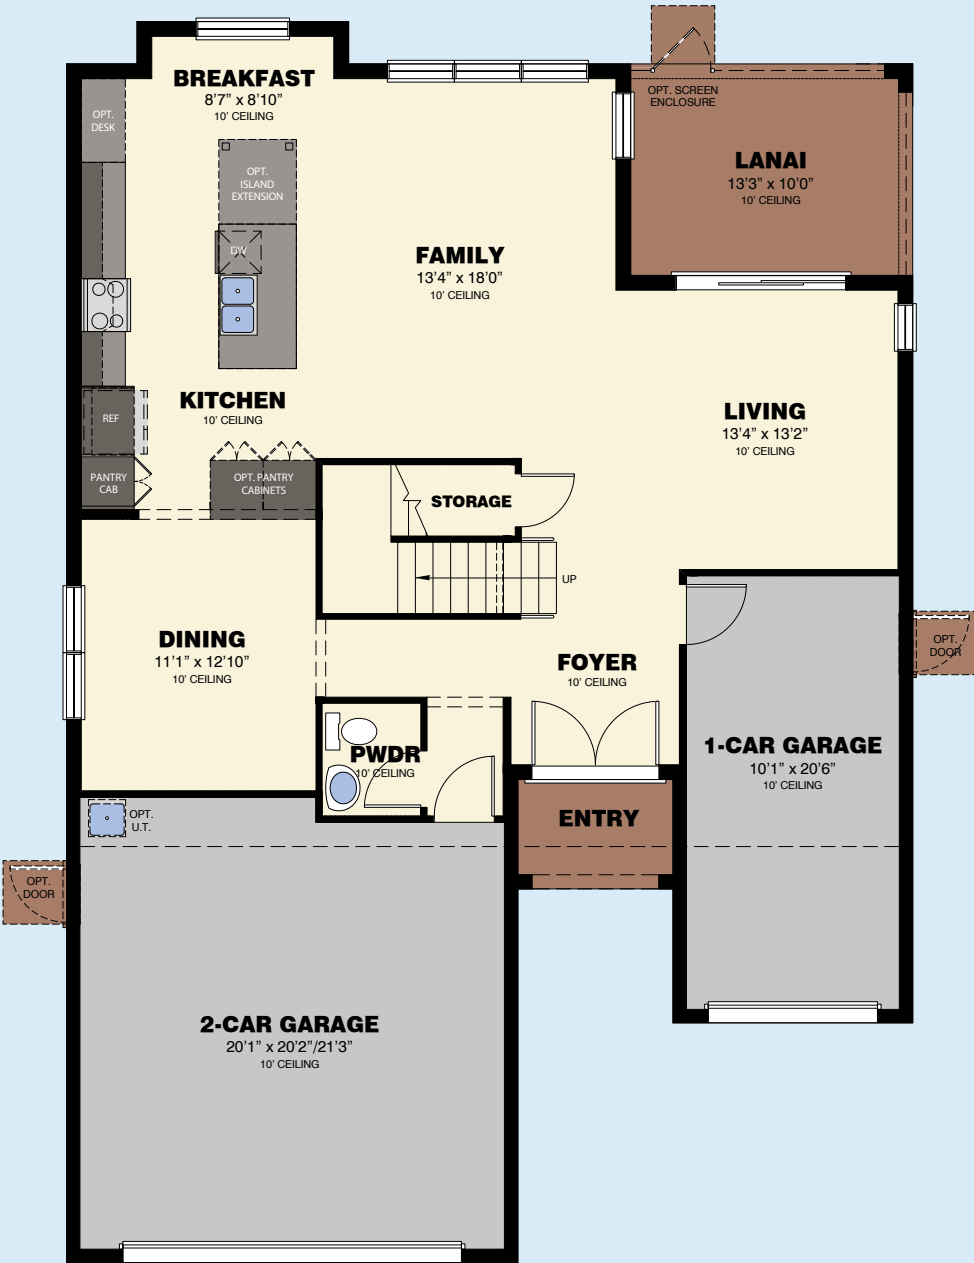 BREAKFAST
8'7" x 8'10"
10' CEILING
OPT.
DESK
OPT. SCREEN
ENCLOSURE
LANAI
13'3" x 10'0"
10' CEILING
OPT.
ISLAND
EXTENSION
DW
FAMILY
13'4" x 18'0"
10' CEILING
KITCHEN
10' CEILING
REF
LIVING
13'4" x 13'2"
10' CEILING
PANTRY
CAB
OPT. PANTRY
CABINETS
STORAGE
UP
DINING
11'1" x 12'10"
10' CEILING
FOYER
10' CEILING
OPT.
DOOR
PWDR
10' CEILING
1-CAR GARAGE
10'1" x 20'6"
10' CEILING
OPT.
U.T.
ENTRY
OPT.
DOOR
2-CAR GARAGE
20'1" x 20'2"/21'3"
10' CEILING